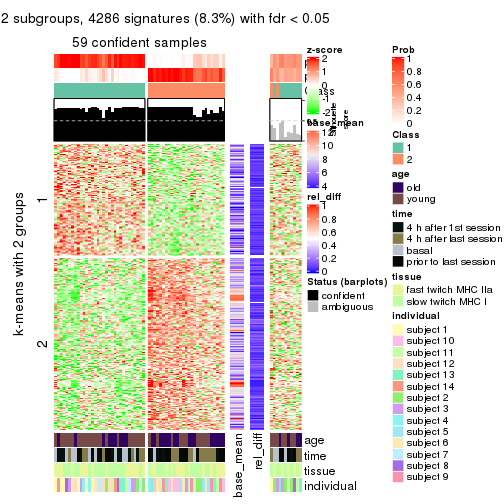 2 subgroups, 4286 signatures (8.3%) with fdr < 0.05
59 confident samples
k-means with 2 groups
1
2
p
p
Class
Silhouette
score
age
time
tissue
individual
base_mean
rel_diff
z-score
2
1
0
-1
-2
base_mean
12
10
8
6
4
rel_diff
1
0.8
0.6
0.4
0.2
0
Status (barplots)
confident
ambiguous
Prob
1
0.8
0.6
0.4
0.2
0
Class
1
2
age
old
young
time
4 h after 1st session
4 h after last session
basal
prior to last session
tissue
fast twitch MHC IIa
slow twitch MHC I
individual
subject 1
subject 10
subject 11
subject 12
subject 13
subject 14
subject 2
subject 3
subject 4
subject 5
subject 6
subject 7
subject 8
subject 9